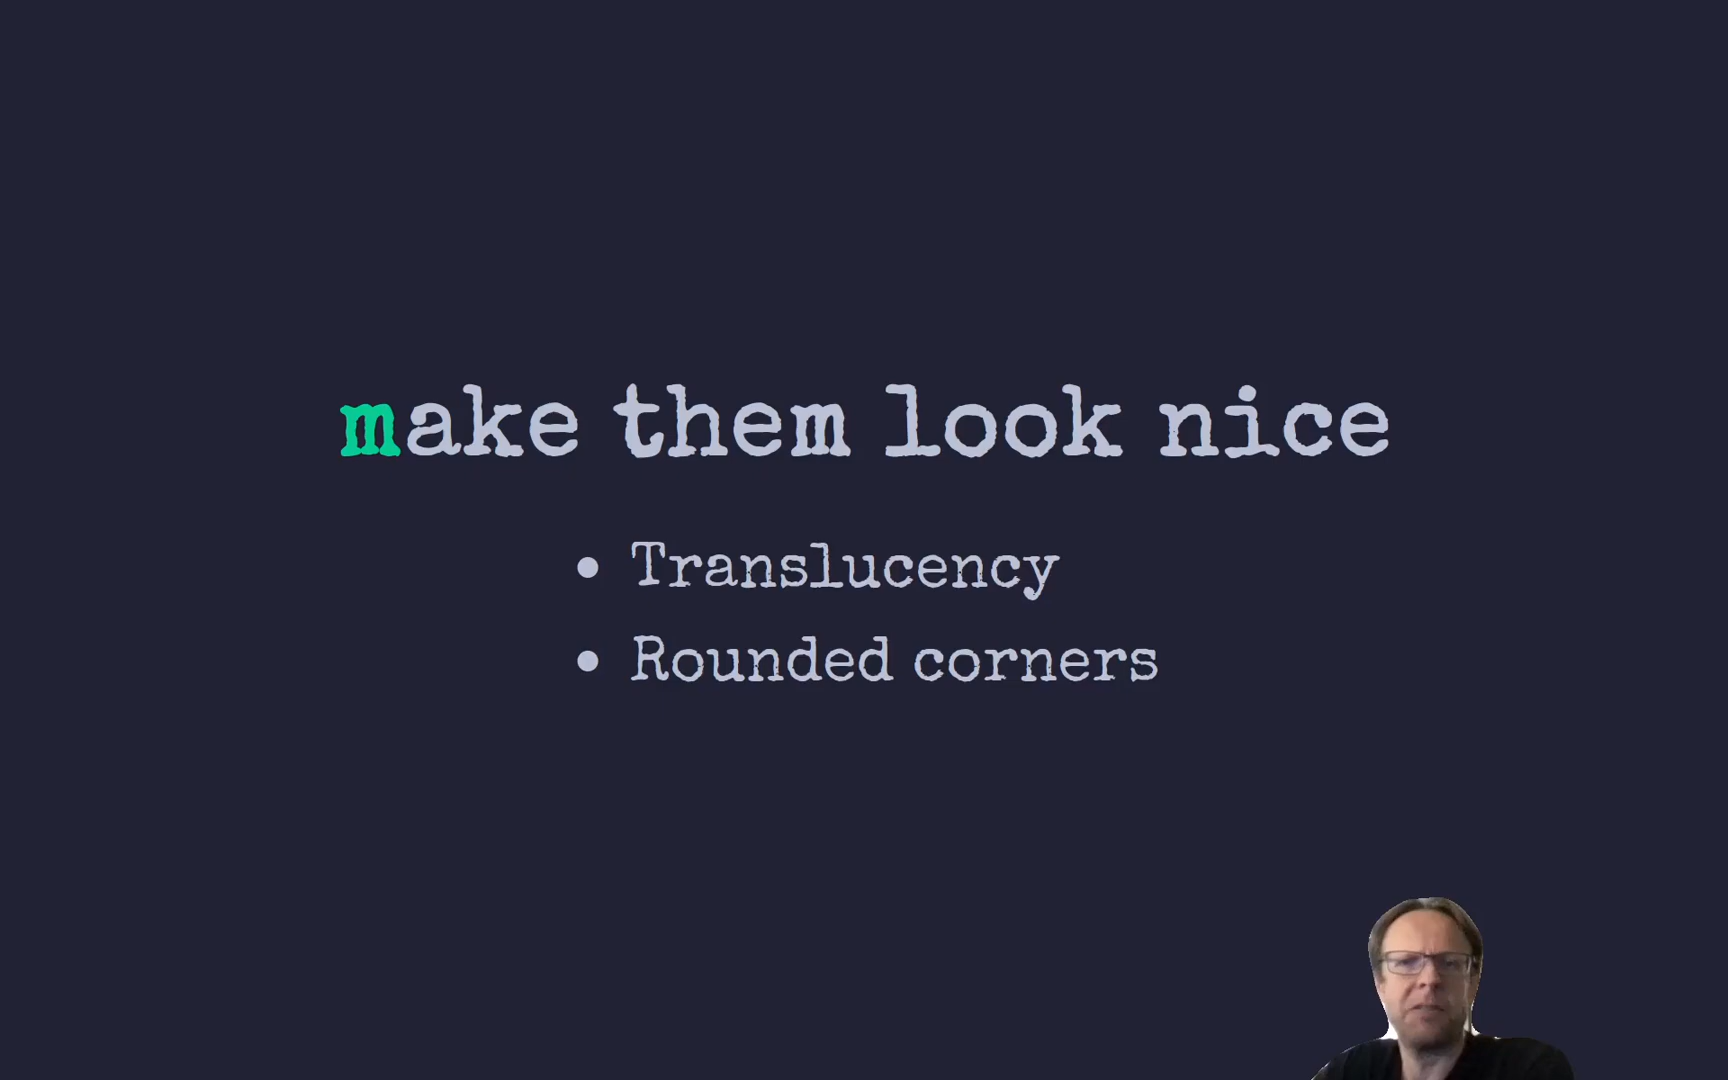 make them look nice
• Translucency
• Rounded corners